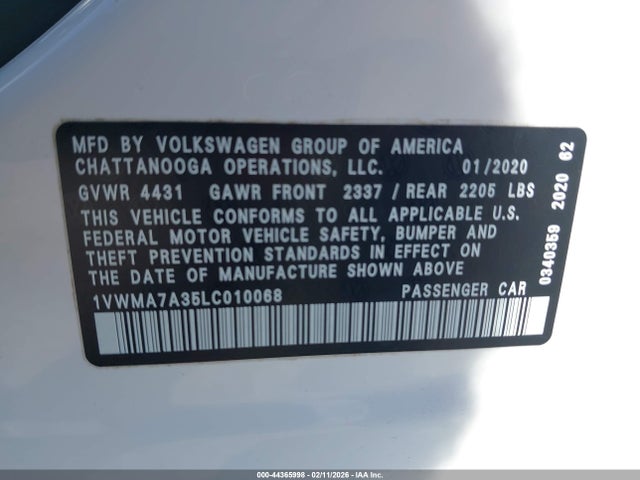 MFD BY VOLKSWAGEN GROUP OF AMERICA
CHATTANOOGA OPERATIONS, LLC. 01/2020
GVWR 4431 GAWR FRONT 2337 / REAR 2205 LBS
THIS VEHICLE CONFORMS TO ALL APPLICABLE U.S.
FEDERAL MOTOR VEHICLE SAFETY, BUMPER AND
THEFT PREVENTION STANDARDS IN EFFECT ON
THE DATE OF MANUFACTURE SHOWN ABOVE.
1VWMA7A35LC010068 PASSENGER CAR
0340359 2020 62
000-44365998 - 02/11/2026 - IAA Inc.